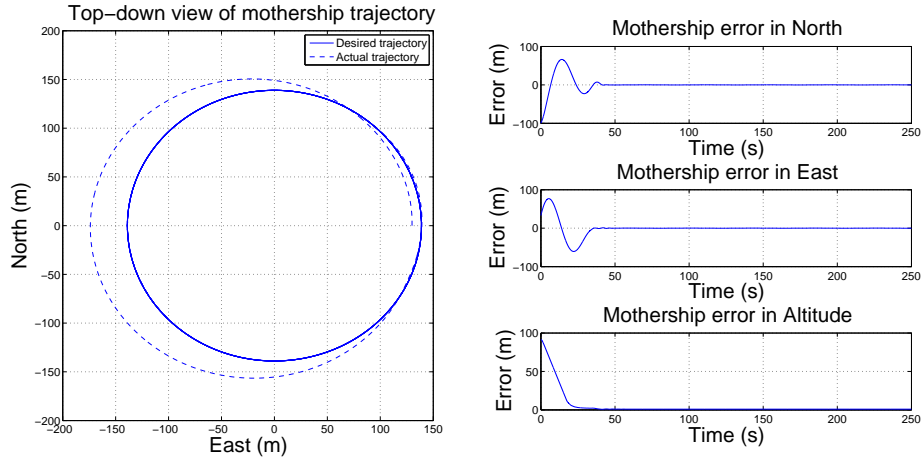 Top-down view of mothership trajectory
200
150
100
50
0
-50
-100
-150
-200
-200 -150 -100 -50 0 50 100 150
North (m)
East (m)
Desired trajectory
Actual trajectory
Mothership error in North
100
0
-100
0 50 100 150 200 250
Error (m)
Time (s)
Mothership error in East
100
0
-100
0 50 100 150 200 250
Error (m)
Time (s)
Mothership error in Altitude
100
50
0
0 50 100 150 200 250
Error (m)
Time (s)